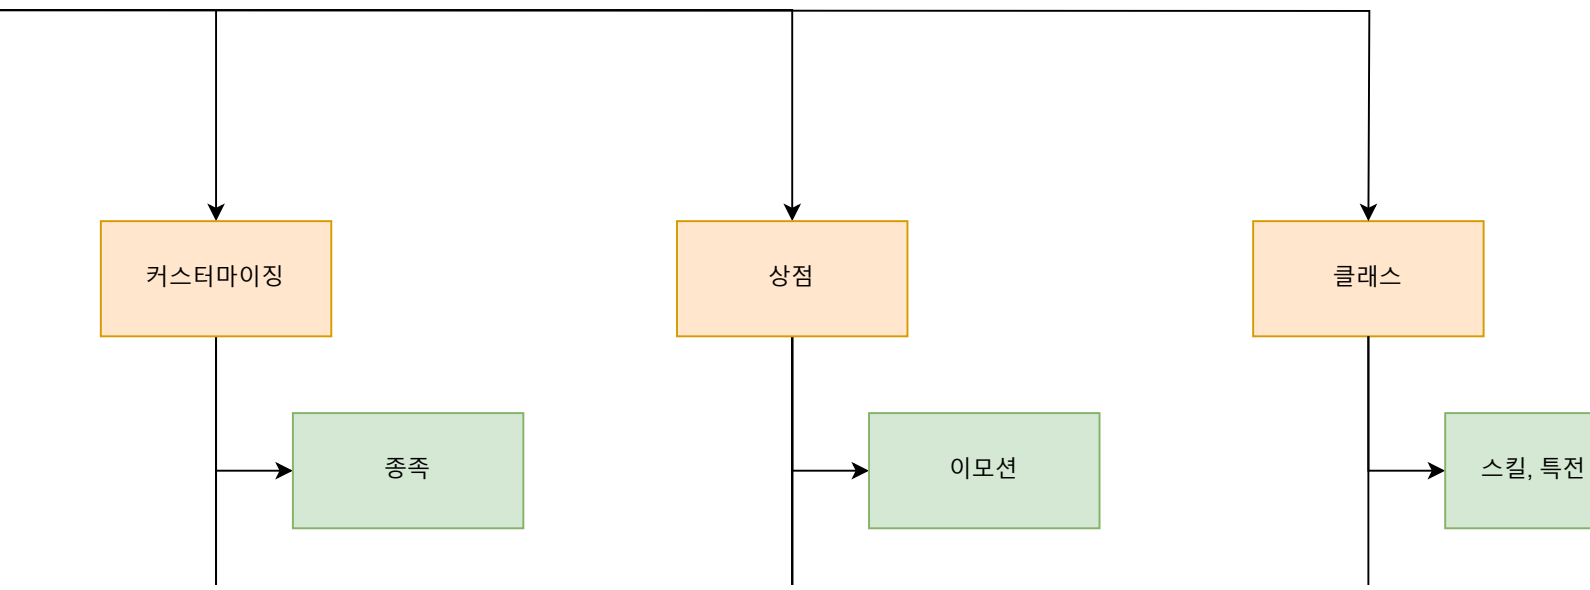 커스터마이징
상점
클래스
종족
이모션
스킬, 특전